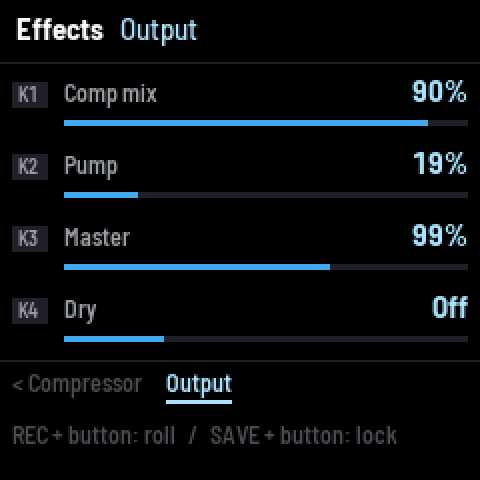 Effects Output
K1 Comp mix 90%
K2 Pump 19%
K3 Master 99%
K4 Dry Off
< Compressor Output
REC + button: roll / SAVE + button: lock